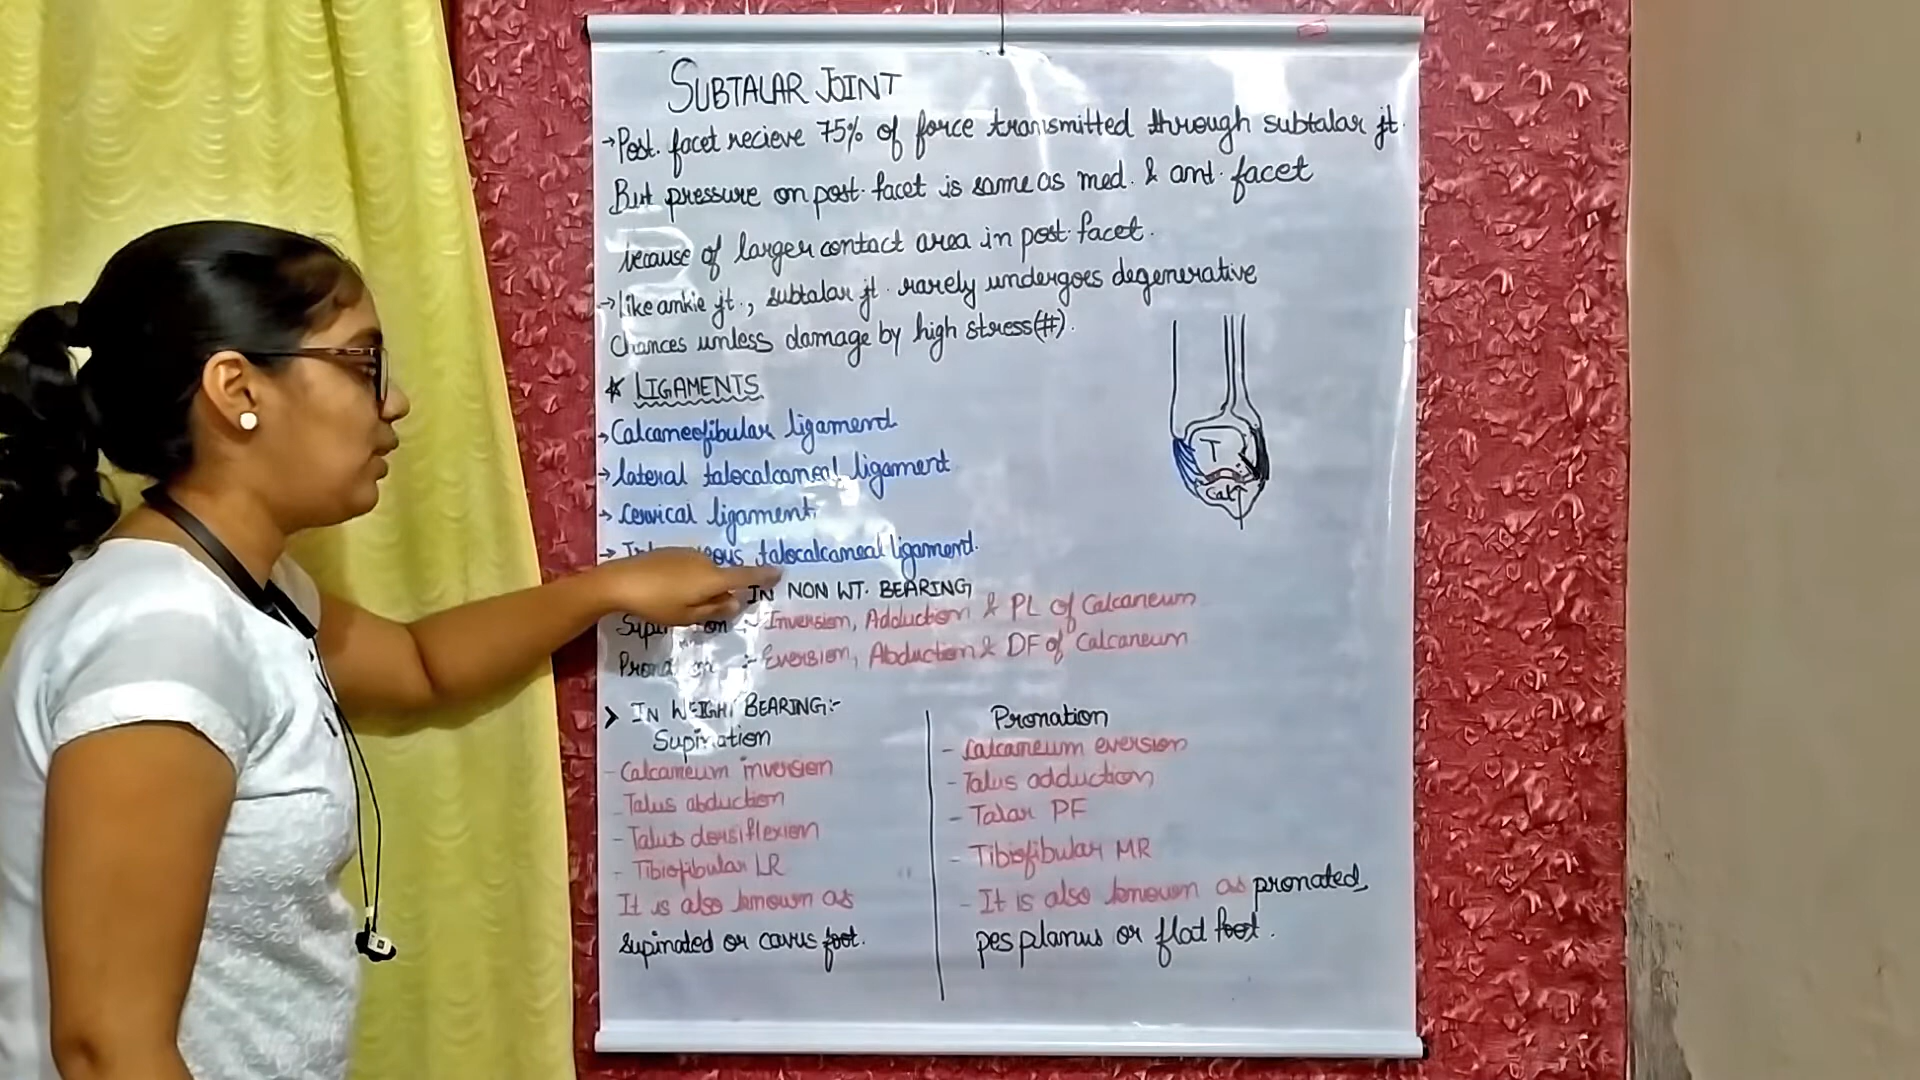 SUBTALAR JOINT
→Post. facet recieve 75% of force transmitted through subtalar jt.
But pressure on post. facet is same as med. & ant. facet
because of larger contact area in post. facet.
→Like ankle jt., subtalar jt. rarely undergoes degenerative
Chances unless damage by high stress(#).
* LIGAMENTS
→Calcaneofibular ligament
→lateral talocalcaneal ligament
→Cervical ligament
→ talocalcaneal ligament.
IN NON WT. BEARING
:- Inversion, Adduction & PL of Calcaneum
:- Eversion, Abduction & DF of Calcaneum
T
Cal
> IN WEIGHT BEARING:-
Supination
- Calcaneum inversion
- Talus abduction
- Talus dorsiflexion
- Tibiofibular LR
It is also known as
supinated or cavus foot.
Pronation
- Calcaneum eversion
- Talus adduction
- Talar PF
- Tibiofibular MR
- It is also known as pronated,
pes planus or flat foot.